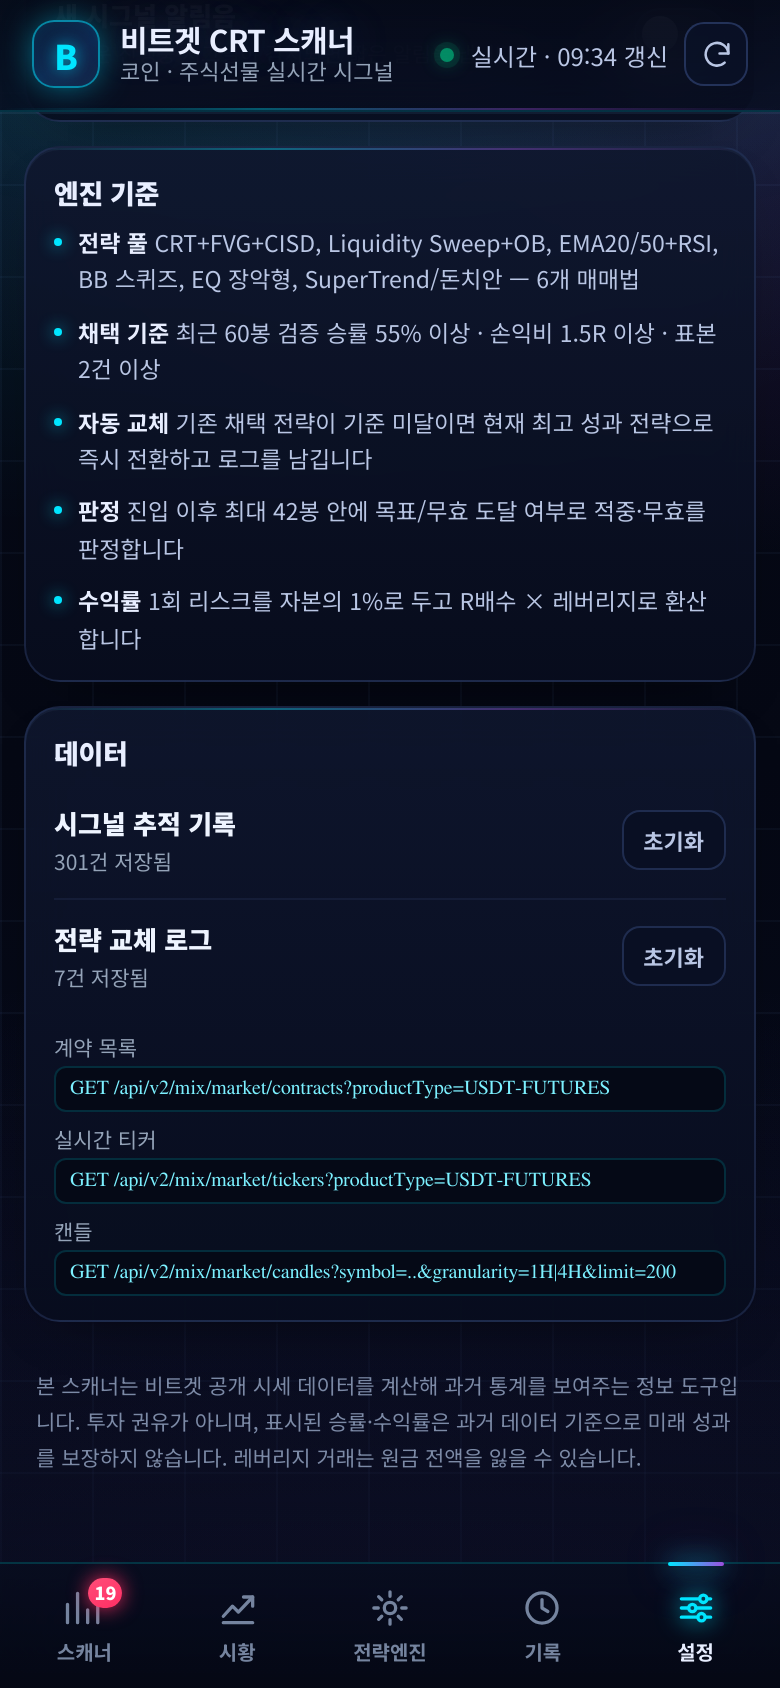 B
비트겟 CRT 스캐너
코인 · 주식선물 실시간 시그널
실시간 · 09:34 갱신
엔진 기준
전략 풀 CRT+FVG+CISD, Liquidity Sweep+OB, EMA20/50+RSI,
BB 스퀴즈, EQ 장악형, SuperTrend/돈치안 — 6개 매매법
채택 기준 최근 60봉 검증 승률 55% 이상 · 손익비 1.5R 이상 · 표본
2건 이상
자동 교체 기존 채택 전략이 기준 미달이면 현재 최고 성과 전략으로
즉시 전환하고 로그를 남깁니다
판정 진입 이후 최대 42봉 안에 목표/무효 도달 여부로 적중·무효를
판정합니다
수익률 1회 리스크를 자본의 1%로 두고 R배수 × 레버리지로 환산
합니다
데이터
시그널 추적 기록
초기화
301건 저장됨
전략 교체 로그
초기화
7건 저장됨
계약 목록
GET /api/v2/mix/market/contracts?productType=USDT-FUTURES
실시간 티커
GET /api/v2/mix/market/tickers?productType=USDT-FUTURES
캔들
GET /api/v2/mix/market/candles?symbol=..&granularity=1H|4H&limit=200
본 스캐너는 비트겟 공개 시세 데이터를 계산해 과거 통계를 보여주는 정보 도구입
니다. 투자 권유가 아니며, 표시된 승률·수익률은 과거 데이터 기준으로 미래 성과
를 보장하지 않습니다. 레버리지 거래는 원금 전액을 잃을 수 있습니다.
19
스캐너
시황
전략엔진
기록
설정